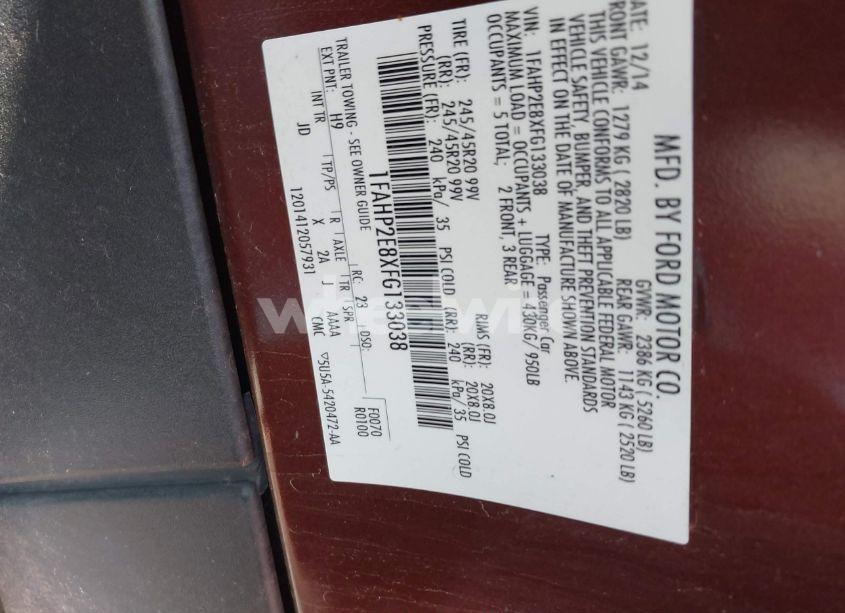 MFD. BY FORD MOTOR CO.
DATE: 12/14 GVWR: 2386 KG ( 5260 LB)
FRONT GAWR: 1279 KG ( 2820 LB) REAR GAWR: 1143 KG ( 2520 LB)
THIS VEHICLE CONFORMS TO ALL APPLICABLE FEDERAL MOTOR
VEHICLE SAFETY, BUMPER, AND THEFT PREVENTION STANDARDS
IN EFFECT ON THE DATE OF MANUFACTURE SHOWN ABOVE.
VIN: 1FAHP2E8XFG133038 TYPE: Passenger Car
MAXIMUM LOAD = OCCUPANTS + LUGGAGE = 430KG/ 950LB
OCCUPANTS = 5 TOTAL: 2 FRONT, 3 REAR
TIRE (FR): 245/45R20 99V RIMS (FR): 20X8.0J
(RR): 245/45R20 99V (RR): 20X8.0J
PRESSURE (FR): 240 kPa/ 35 PSI COLD (RR): 240 kPa/ 35 PSI COLD
1FAHP2E8XFG133038
TRAILER TOWING - SEE OWNER GUIDE
EXT PNT: H9 RC: 23 DSO: F0070
R0100
INT TR TP/PS R AXLE TR SPR
JD X 2A J AAAA CMC ▽5U5A-5420472-AA
1201412057931